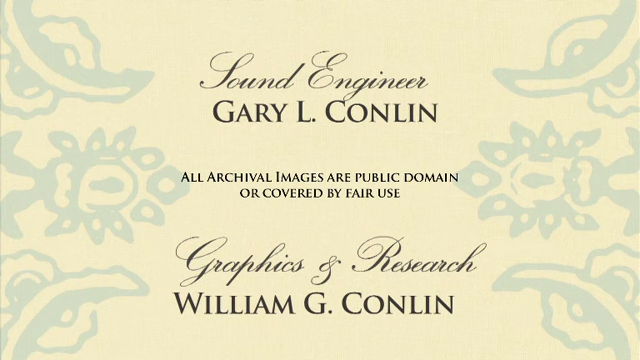 Sound Engineer
GARY L. CONLIN
ALL ARCHIVAL IMAGES ARE PUBLIC DOMAIN
OR COVERED BY FAIR USE
Graphics & Research
WILLIAM G. CONLIN